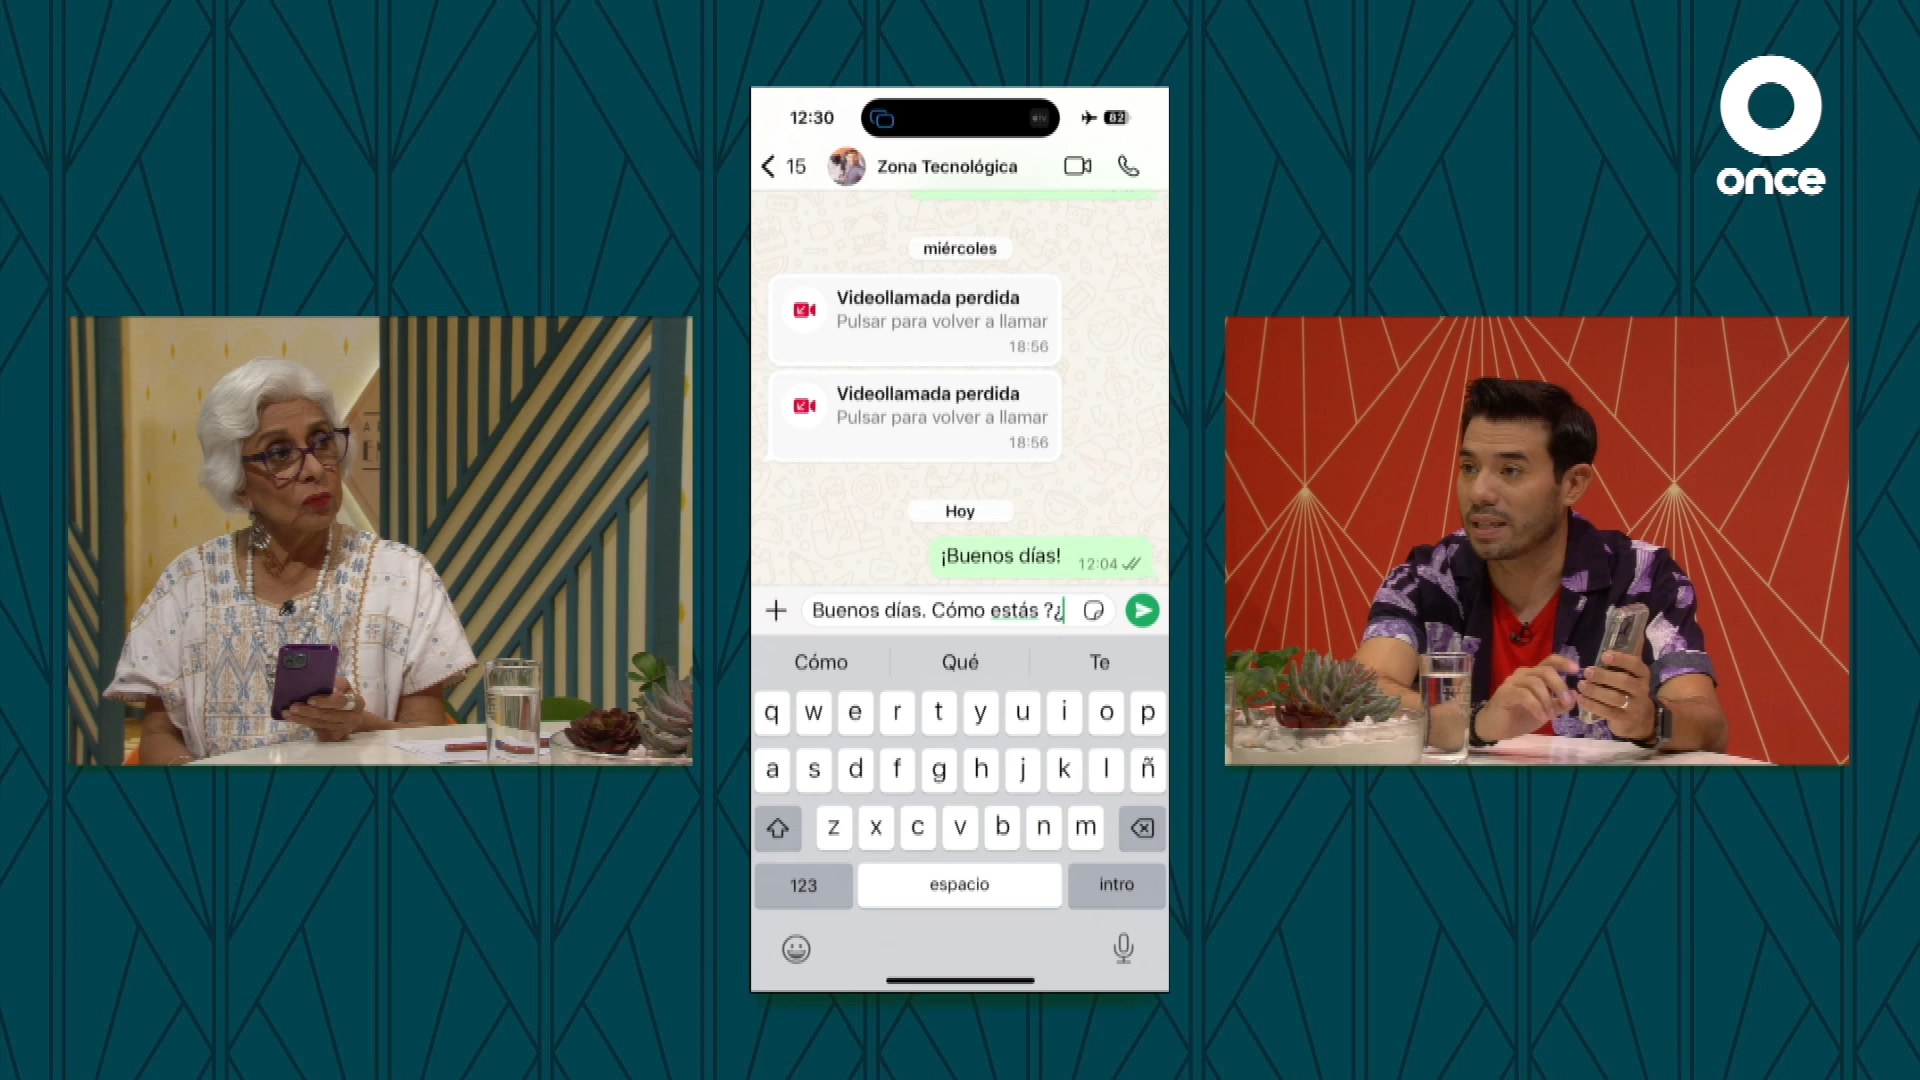 once
12:30
82
15
Zona Tecnológica
miércoles
Videollamada perdida
Pulsar para volver a llamar
18:56
Videollamada perdida
Pulsar para volver a llamar
18:56
Hoy
¡Buenos días! 12:04
Buenos días. Cómo estás ?¿
Cómo Qué Te
q w e r t y u i o p
a s d f g h j k l ñ
z x c v b n m
123 espacio intro